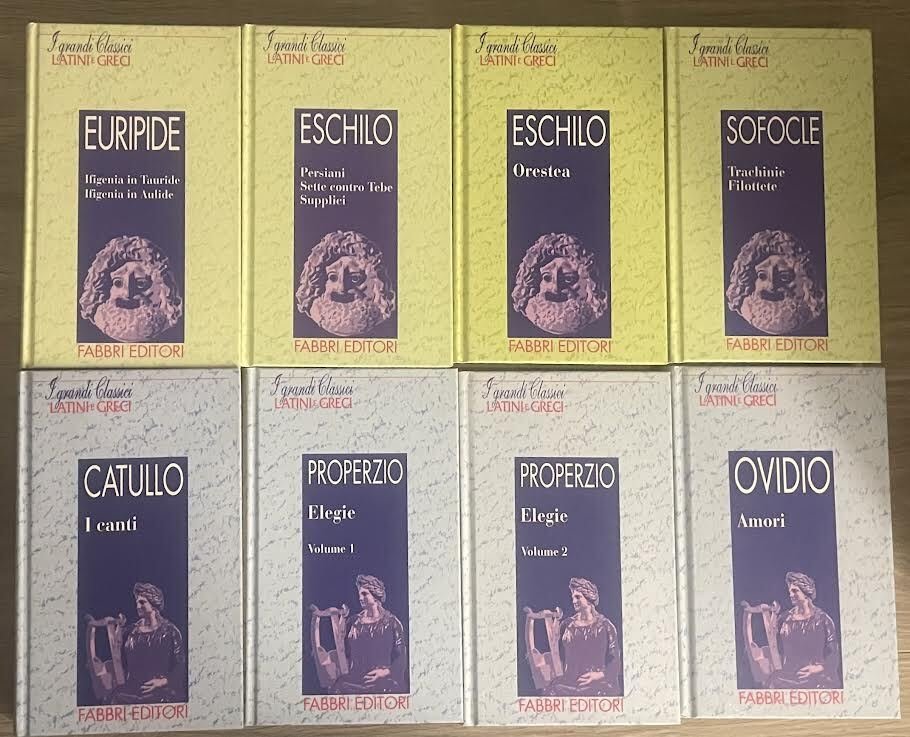 I grandi Classici
LATINI E GRECI
EURIPIDE
Ifigenia in Tauride
Ifigenia in Aulide
FABBRI EDITORI
I grandi Classici
LATINI E GRECI
ESCHILO
Persiani
Sette contro Tebe
Supplici
FABBRI EDITORI
I grandi Classici
LATINI E GRECI
ESCHILO
Orestea
FABBRI EDITORI
I grandi Classici
LATINI E GRECI
SOFOCLE
Trachinie
Filottete
FABBRI EDITORI
I grandi Classici
LATINI E GRECI
CATULLO
I canti
FABBRI EDITORI
I grandi Classici
LATINI E GRECI
PROPERZIO
Elegie
Volume 1
FABBRI EDITORI
I grandi Classici
LATINI E GRECI
PROPERZIO
Elegie
Volume 2
FABBRI EDITORI
I grandi Classici
LATINI E GRECI
OVIDIO
Amori
FABBRI EDITORI